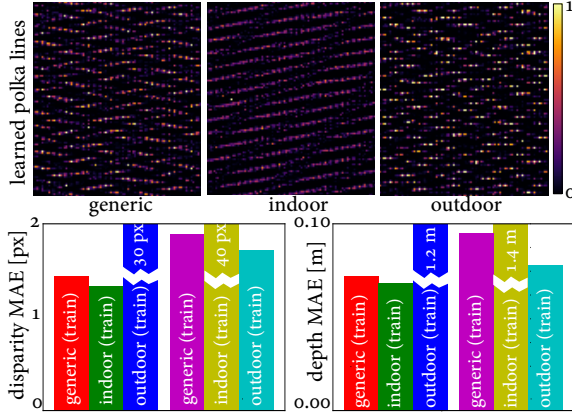 learned polka lines
1
0
generic
indoor
outdoor
disparity MAE [px]
2
1
0
generic (train)
indoor (train)
outdoor (train)
30 px
generic (train)
indoor (train)
40 px
outdoor (train)
depth MAE [m]
0.10
0.00
generic (train)
indoor (train)
outdoor (train)
1.2 m
generic (train)
indoor (train)
1.4 m
outdoor (train)